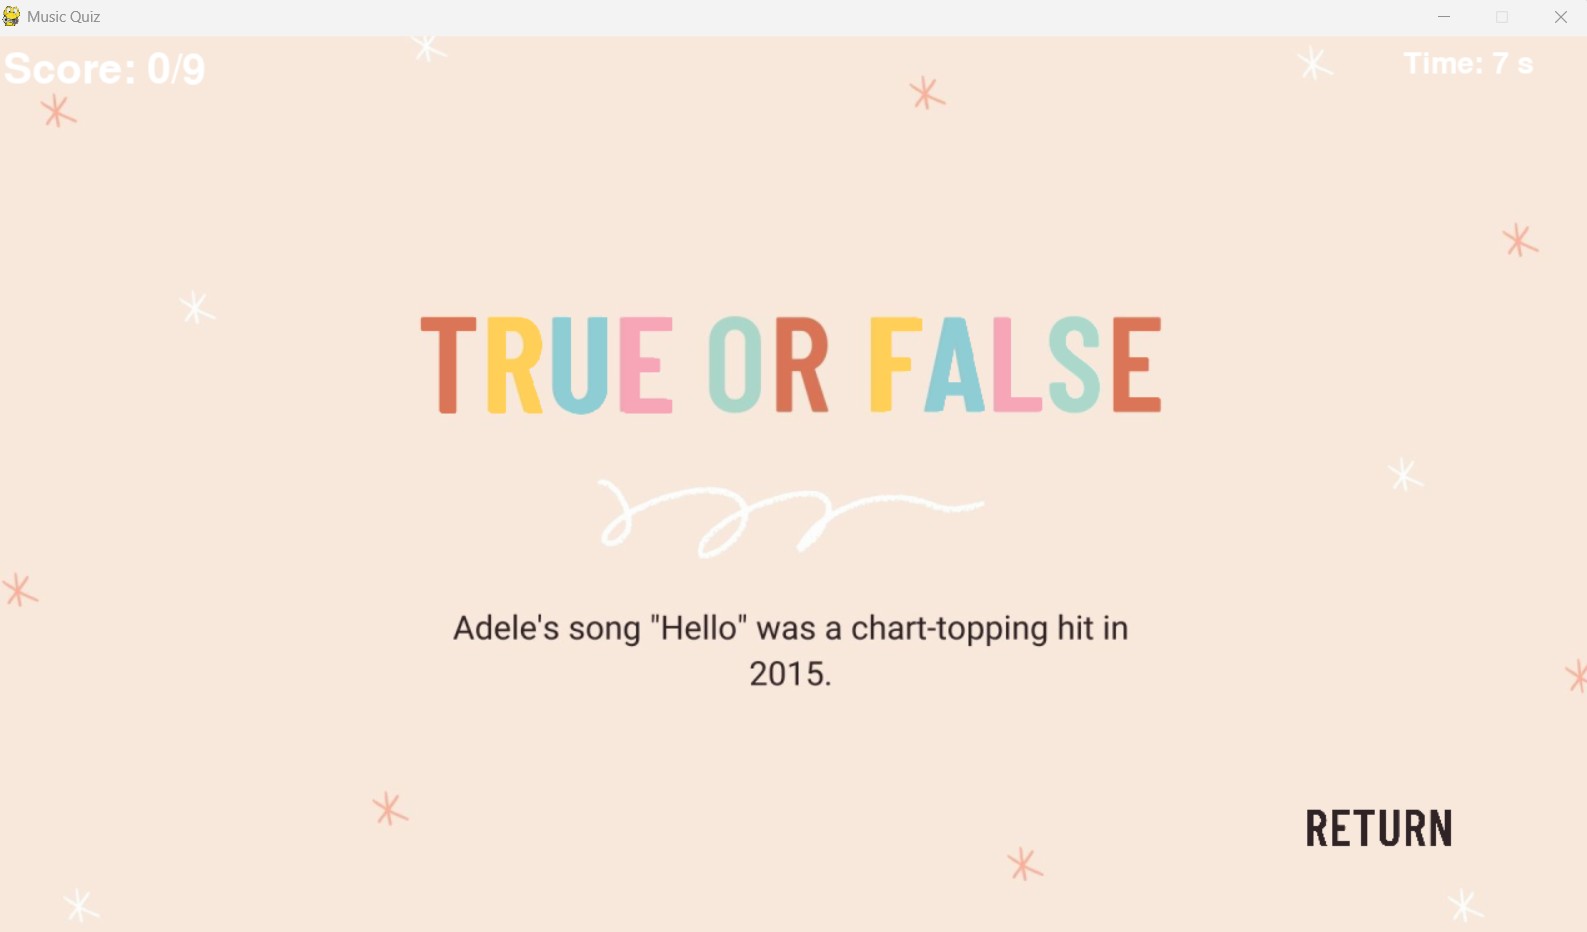 Music Quiz
Score: 0/9
Time: 7 s
TRUE OR FALSE
Adele's song "Hello" was a chart-topping hit in
2015.
RETURN